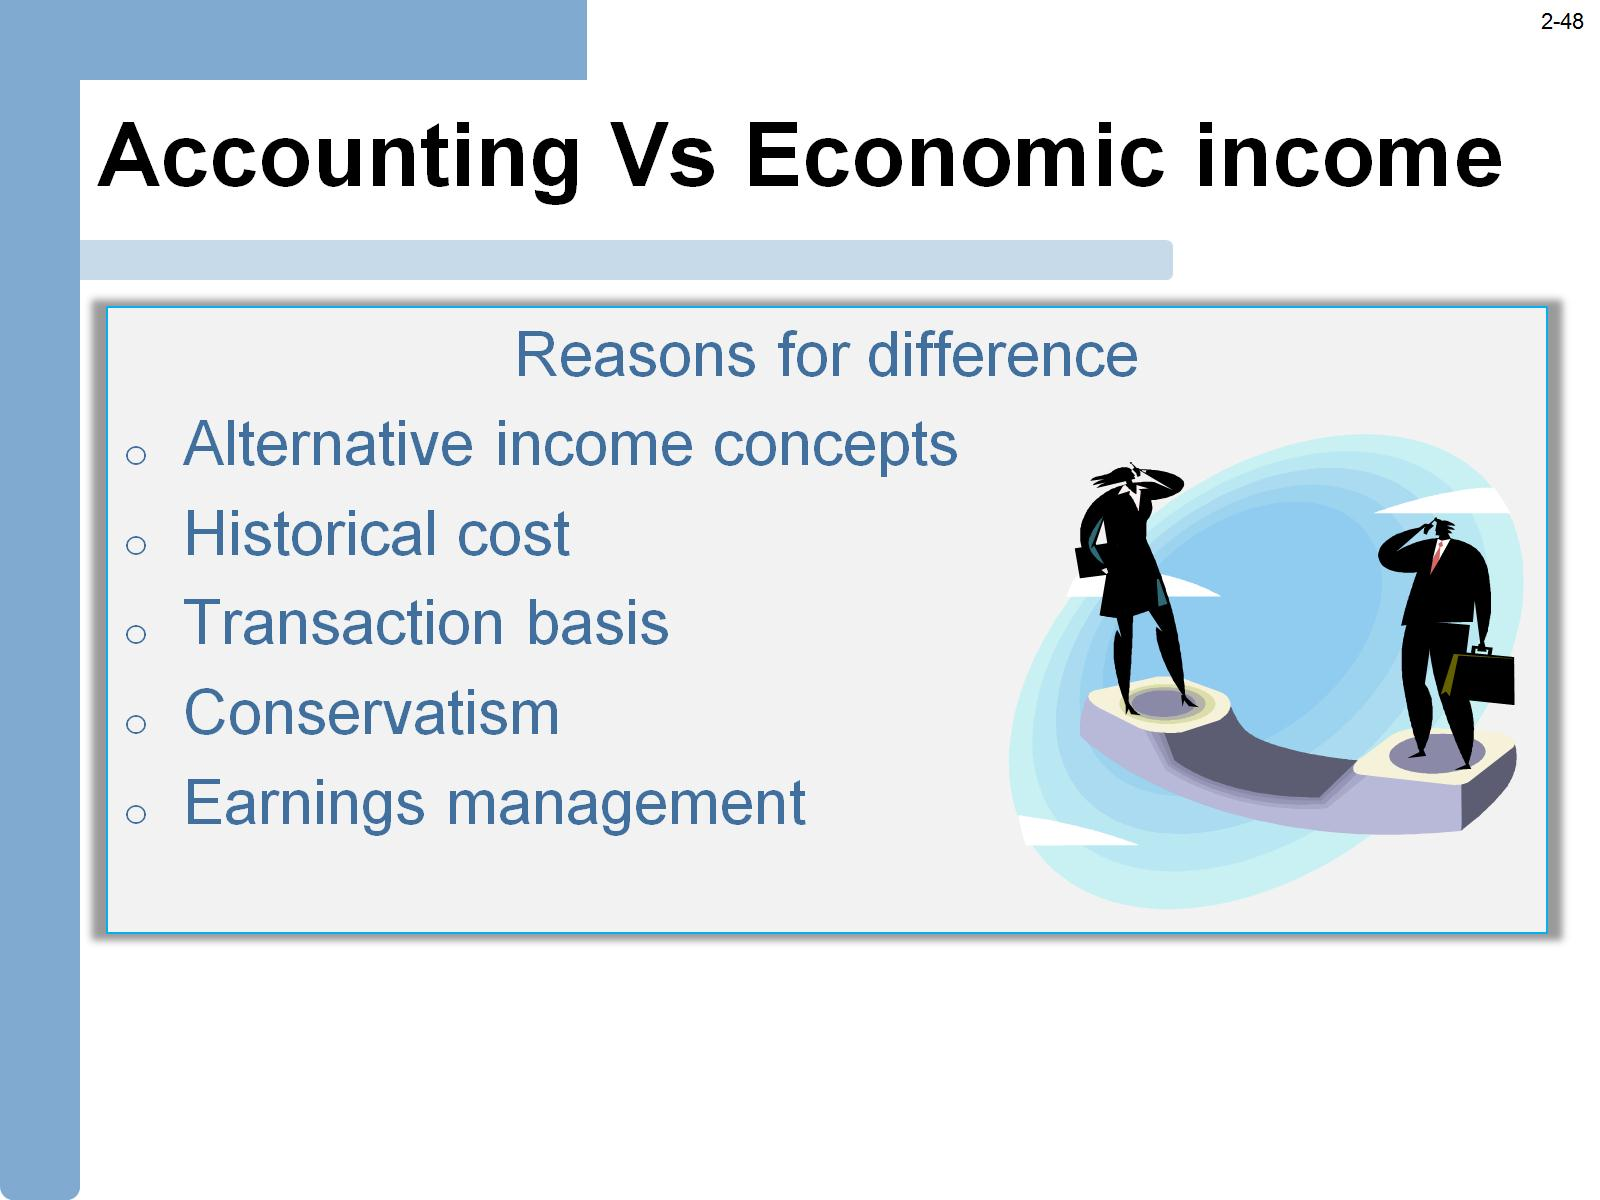 2-48
Accounting Vs Economic income
Reasons for difference
Alternative income concepts
Historical cost
Transaction basis
Conservatism
Earnings management